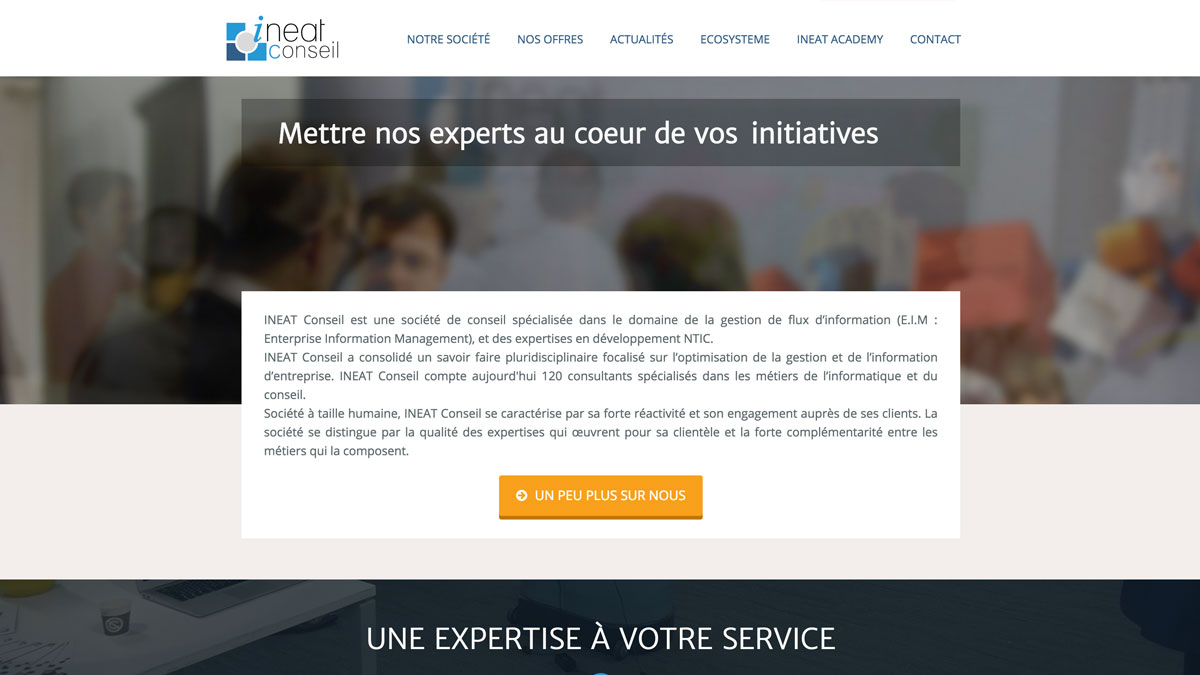 ineat
conseil
NOTRE SOCIÉTÉ NOS OFFRES ACTUALITÉS ECOSYSTEME INEAT ACADEMY CONTACT
Mettre nos experts au coeur de vos initiatives
INEAT Conseil est une société de conseil spécialisée dans le domaine de la gestion de flux d’information (E.I.M :
Enterprise Information Management), et des expertises en développement NTIC.
INEAT Conseil a consolidé un savoir faire pluridisciplinaire focalisé sur l’optimisation de la gestion et de l’information
d’entreprise. INEAT Conseil compte aujourd'hui 120 consultants spécialisés dans les métiers de l’informatique et du
conseil.
Société à taille humaine, INEAT Conseil se caractérise par sa forte réactivité et son engagement auprès de ses clients. La
société se distingue par la qualité des expertises qui œuvrent pour sa clientèle et la forte complémentarité entre les
métiers qui la composent.
UN PEU PLUS SUR NOUS
UNE EXPERTISE À VOTRE SERVICE